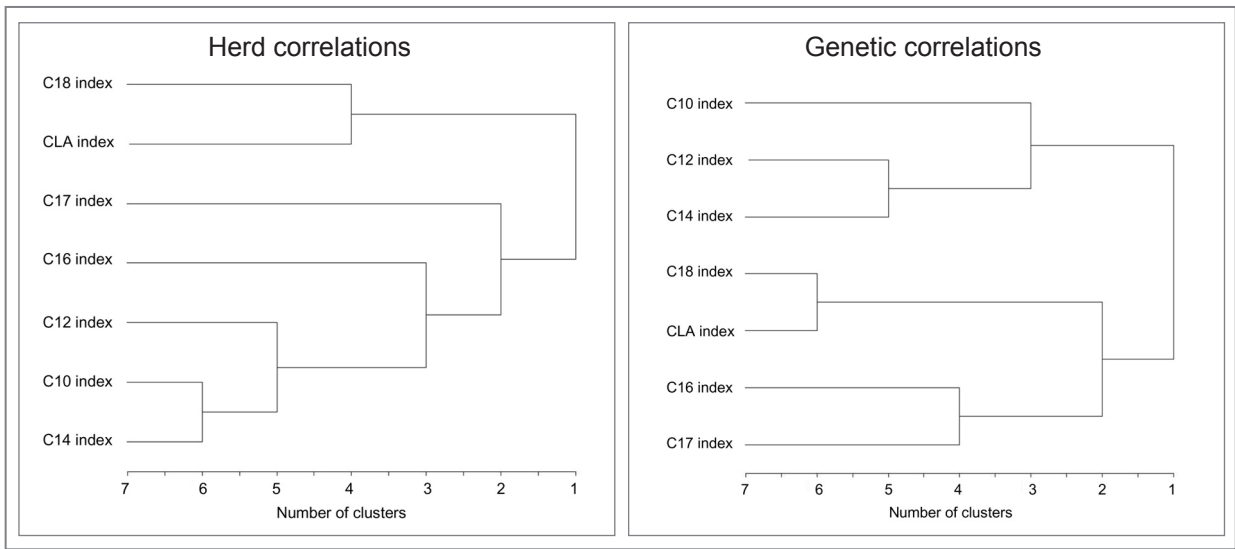 Herd correlations
C18 index
CLA index
C17 index
C16 index
C12 index
C10 index
C14 index
7 6 5 4 3 2 1
Number of clusters
Genetic correlations
C10 index
C12 index
C14 index
C18 index
CLA index
C16 index
C17 index
7 6 5 4 3 2 1
Number of clusters